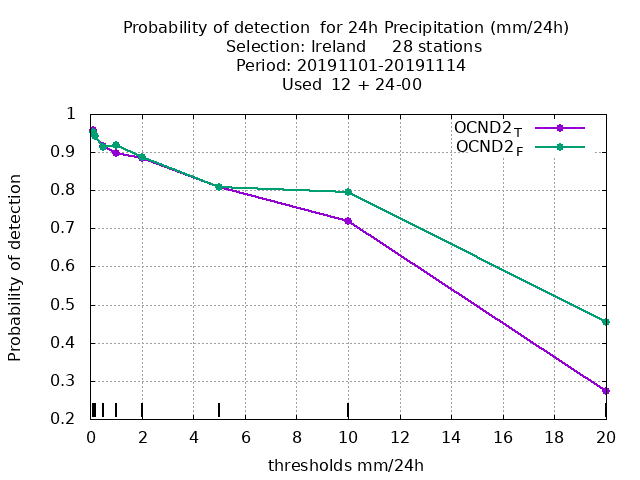 Probability of detection  for 24h Precipitation (mm/24h)
Selection: Ireland     28 stations
Period: 20191101-20191114
Used  12 + 24-00
OCND2T
OCND2F
1
0.9
0.8
0.7
0.6
0.5
0.4
0.3
0.2
Probability of detection
0 2 4 6 8 10 12 14 16 18 20
thresholds mm/24h